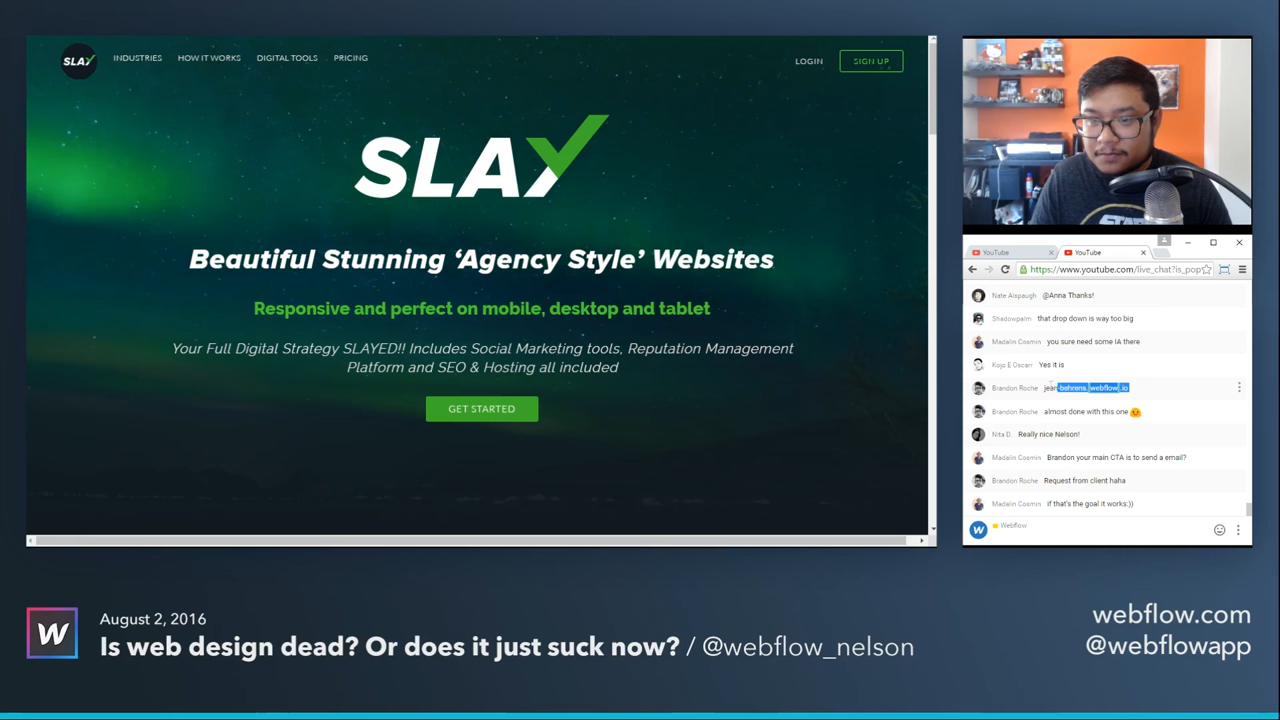 SLAY
INDUSTRIES
HOW IT WORKS
DIGITAL TOOLS
PRICING
LOGIN
SIGN UP
SLAY
Beautiful Stunning ‘Agency Style’ Websites
Responsive and perfect on mobile, desktop and tablet
Your Full Digital Strategy SLAYED!! Includes Social Marketing tools, Reputation Management
Platform and SEO & Hosting all included
GET STARTED
YouTube
YouTube
https://www.youtube.com/live_chat?is_pop
Nate Aispaugh @Anna Thanks!
Shadowpalm that drop down is way too big
Madalin Cosmin you sure need some IA there
Kojo E Oscarr Yes it is
Brandon Roche jean-behrens.webflow.io
Brandon Roche almost done with this one
Nita D. Really nice Nelson!
Madalin Cosmin Brandon your main CTA is to send a email?
Brandon Roche Request from client haha
Madalin Cosmin if that's the goal it works:))
Webflow
August 2, 2016
Is web design dead? Or does it just suck now? / @webflow_nelson
webflow.com
@webflowapp